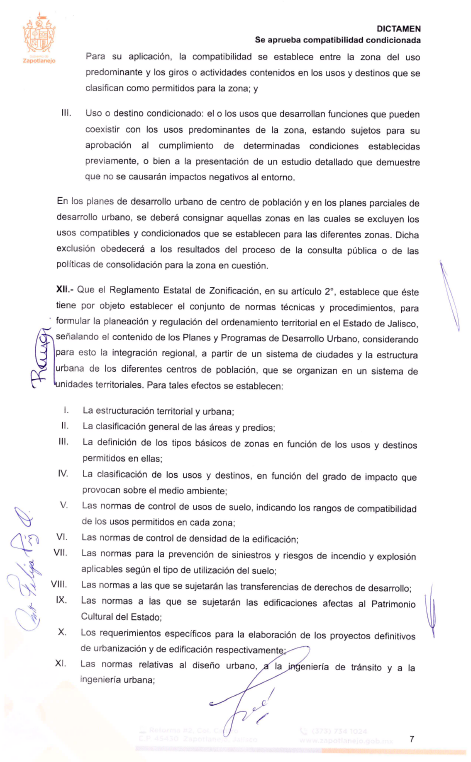 DICTAMEN
Se aprueba compatibilidad condicionada
Zapotlanejo
Para su aplicación, la compatibilidad se establece entre la zona del uso
predominante y los giros o actividades contenidos en los usos y destinos que se
clasifican como permitidos para la zona; y
III. Uso o destino condicionado: el o los usos que desarrollan funciones que pueden
coexistir con los usos predominantes de la zona, estando sujetos para su
aprobación al cumplimiento de determinadas condiciones establecidas
previamente, o bien a la presentación de un estudio detallado que demuestre
que no se causarán impactos negativos al entorno.
En los planes de desarrollo urbano de centro de población y en los planes parciales de
desarrollo urbano, se deberá consignar aquellas zonas en las cuales se excluyen los
usos compatibles y condicionados que se establecen para las diferentes zonas. Dicha
exclusión obedecerá a los resultados del proceso de la consulta pública o de las
políticas de consolidación para la zona en cuestión.
XII.- Que el Reglamento Estatal de Zonificación, en su artículo 2°, establece que éste
tiene por objeto establecer el conjunto de normas técnicas y procedimientos, para
formular la planeación y regulación del ordenamiento territorial en el Estado de Jalisco,
señalando el contenido de los Planes y Programas de Desarrollo Urbano, considerando
para esto la integración regional, a partir de un sistema de ciudades y la estructura
urbana de los diferentes centros de población, que se organizan en un sistema de
unidades territoriales. Para tales efectos se establecen:
I. La estructuración territorial y urbana;
II. La clasificación general de las áreas y predios;
III. La definición de los tipos básicos de zonas en función de los usos y destinos
permitidos en ellas;
IV. La clasificación de los usos y destinos, en función del grado de impacto que
provocan sobre el medio ambiente;
V. Las normas de control de usos de suelo, indicando los rangos de compatibilidad
de los usos permitidos en cada zona;
VI. Las normas de control de densidad de la edificación;
VII. Las normas para la prevención de siniestros y riesgos de incendio y explosión
aplicables según el tipo de utilización del suelo;
VIII. Las normas a las que se sujetarán las transferencias de derechos de desarrollo;
IX. Las normas a las que se sujetarán las edificaciones afectas al Patrimonio
Cultural del Estado;
X. Los requerimientos específicos para la elaboración de los proyectos definitivos
de urbanización y de edificación respectivamente;
XI. Las normas relativas al diseño urbano, a la ingeniería de tránsito y a la
ingeniería urbana;
7